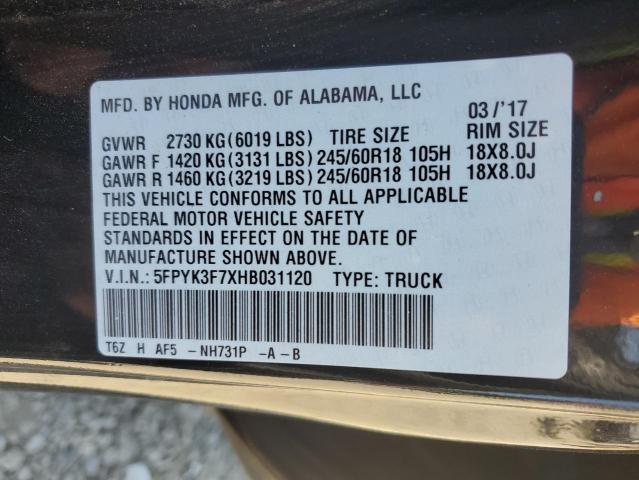 MFD. BY HONDA MFG. OF ALABAMA, LLC 03/'17
GVWR 2730 KG(6019 LBS) TIRE SIZE RIM SIZE
GAWR F 1420 KG(3131 LBS) 245/60R18 105H 18X8.0J
GAWR R 1460 KG(3219 LBS) 245/60R18 105H 18X8.0J
THIS VEHICLE CONFORMS TO ALL APPLICABLE
FEDERAL MOTOR VEHICLE SAFETY
STANDARDS IN EFFECT ON THE DATE OF
MANUFACTURE SHOWN ABOVE.
V.I.N.: 5FPYK3F7XHB031120 TYPE: TRUCK
T6Z H AF5 - NH731P -A-B